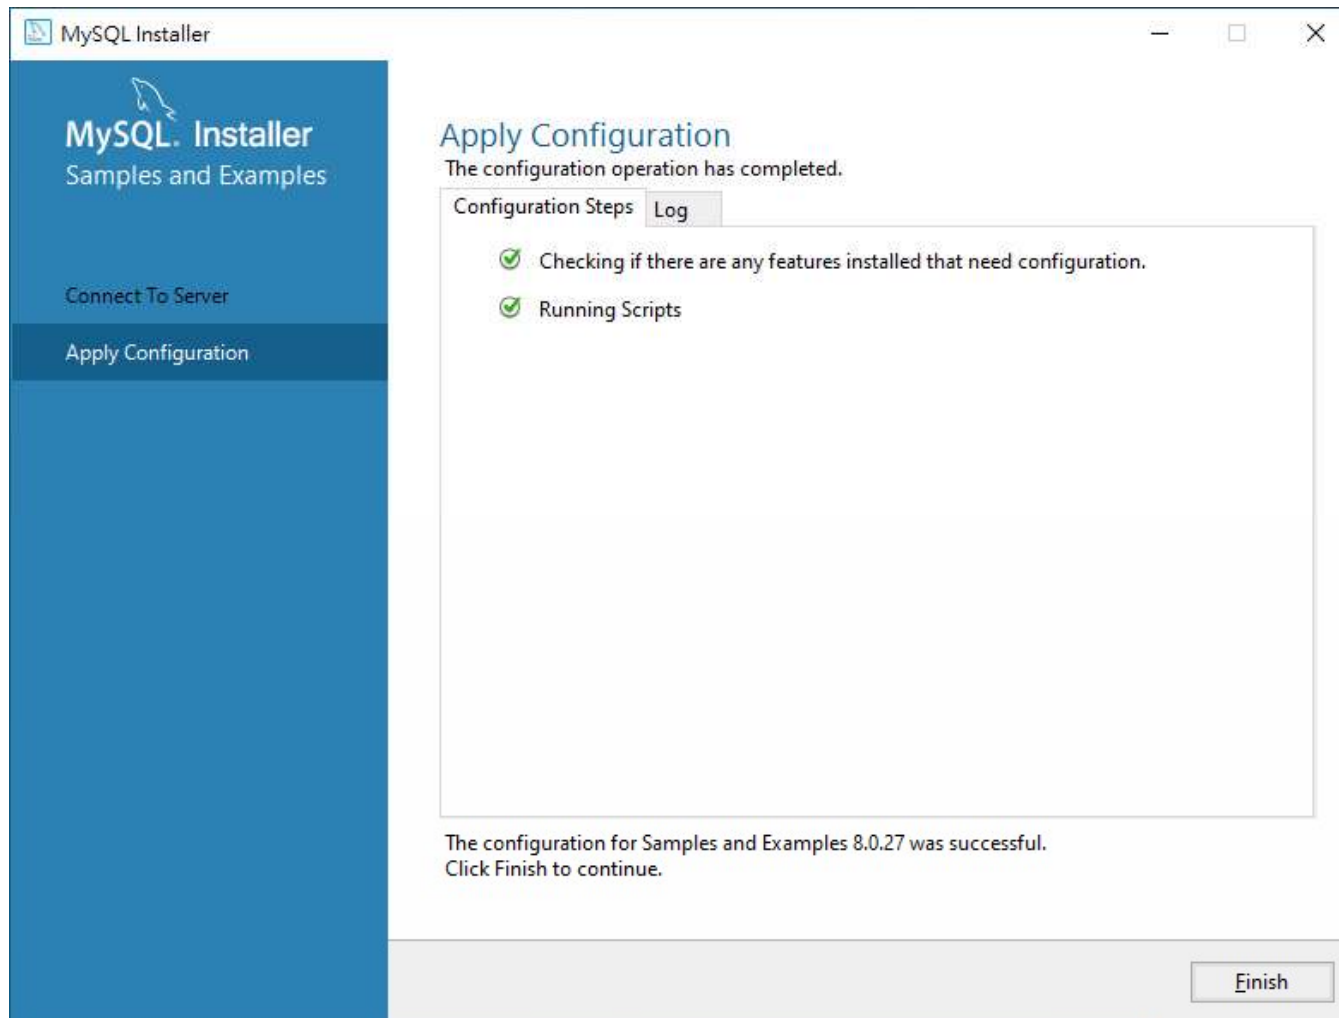 MySQL Installer
MySQL. Installer
Samples and Examples
Connect To Server
Apply Configuration
Apply Configuration
The configuration operation has completed.
Configuration Steps
Log
Checking if there are any features installed that need configuration.
Running Scripts
The configuration for Samples and Examples 8.0.27 was successful.
Click Finish to continue.
Finish